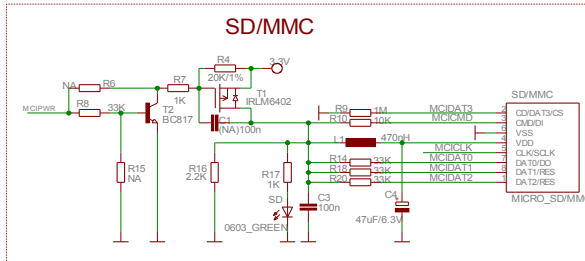 SD/MMC
R4
20K/1%
3.3V
NA
R6
R7
1K
T1
IRLM6402
MCIPWR
R8
33K
T2
BC817
C1
(NA)100n
R9
1M
MCIDAT3
R10
10K
MCICMD
L1
470nH
MCICLK
R14
33K
MCIDAT0
R18
33K
MCIDAT1
R20
33K
MCIDAT2
SD/MMC
2
CD/DAT3/CS
3
CMD/DI
6
VSS
4
VDD
5
CLK/SCLK
7
DAT0/DO
8
DAT1/RES
1
DAT2/RES
MICRO_SD/MM
R15
NA
R16
2.2K
R17
1K
SD
0603_GREEN
C3
100n
C4
47uF/6.3V